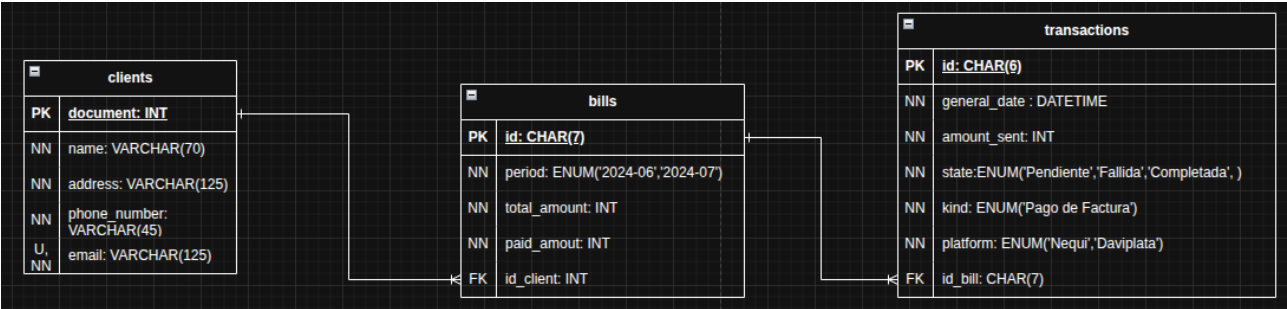 clients
PK document: INT
NN name: VARCHAR(70)
NN address: VARCHAR(125)
NN phone_number:
VARCHAR(45)
U,
NN email: VARCHAR(125)
bills
PK id: CHAR(7)
NN period: ENUM('2024-06','2024-07')
NN total_amount: INT
NN paid_amout: INT
FK id_client: INT
transactions
PK id: CHAR(6)
NN general_date : DATETIME
NN amount_sent: INT
NN state:ENUM('Pendiente','Fallida','Completada', )
NN kind: ENUM('Pago de Factura')
NN platform: ENUM('Nequi','Daviplata')
FK id_bill: CHAR(7)